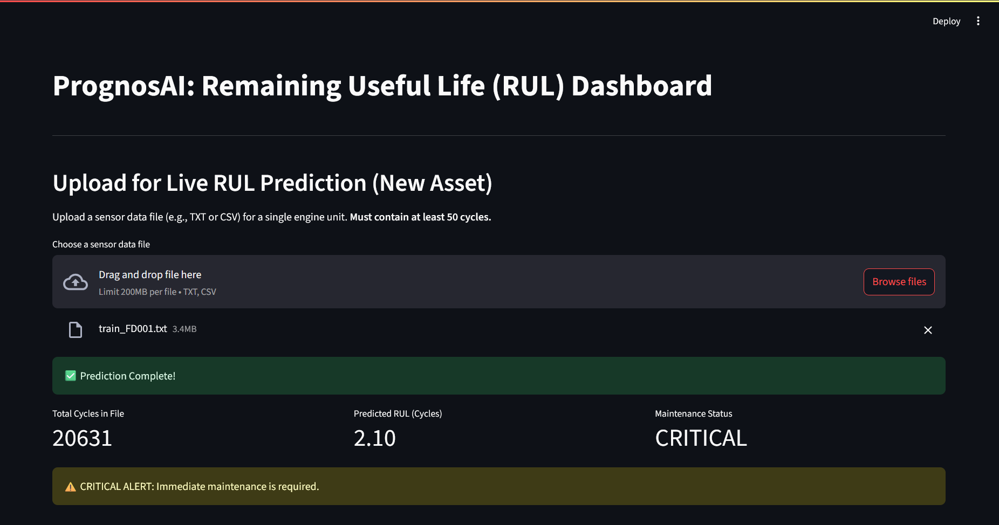 Deploy
PrognosAI: Remaining Useful Life (RUL) Dashboard
Upload for Live RUL Prediction (New Asset)
Upload a sensor data file (e.g., TXT or CSV) for a single engine unit. Must contain at least 50 cycles.
Choose a sensor data file
Drag and drop file here
Limit 200MB per file • TXT, CSV
Browse files
train_FD001.txt 3.4MB
✅ Prediction Complete!
Total Cycles in File
20631
Predicted RUL (Cycles)
2.10
Maintenance Status
CRITICAL
⚠️ CRITICAL ALERT: Immediate maintenance is required.